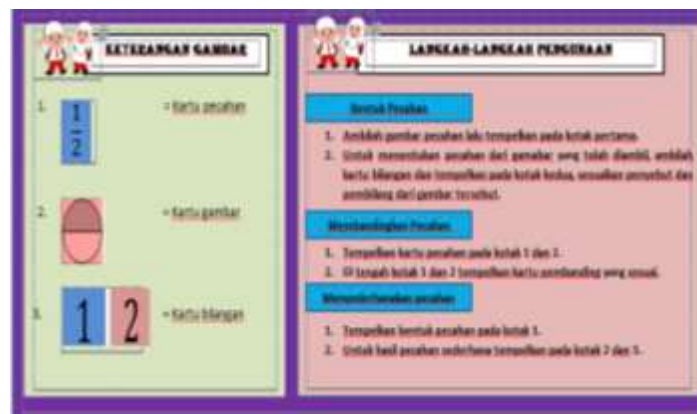 KETERANGAN GAMBAR
1.
1
2
= Kartu pecahan
2.
= Kartu gambar
3.
1 2
= Kartu bilangan
LANGKAH-LANGKAH PENGUNAAN
Bentuk Pecahan
1. Ambilah gambar pecahan lalu tempelkan pada kotak pertama.
2. Untuk menentukan pecahan dari gambar yang telah diambil, ambilah
kartu bilangan dan tempelkan pada kotak kedua, sesuaikan penyebut dan
pembilang dari gambar tersebut.
Membandingkan Pecahan
1. Tempelkan kartu pecahan pada kotak 1 dan 2.
2. Di tengah kotak 1 dan 2 tempelkan kartu pembanding yang sesuai.
Menyederhanakan pecahan
1. Tempelkan bentuk pecahan pada kotak 1.
2. Untuk hasil pecahan sederhana tempelkan pada kotak 2 dan 3.